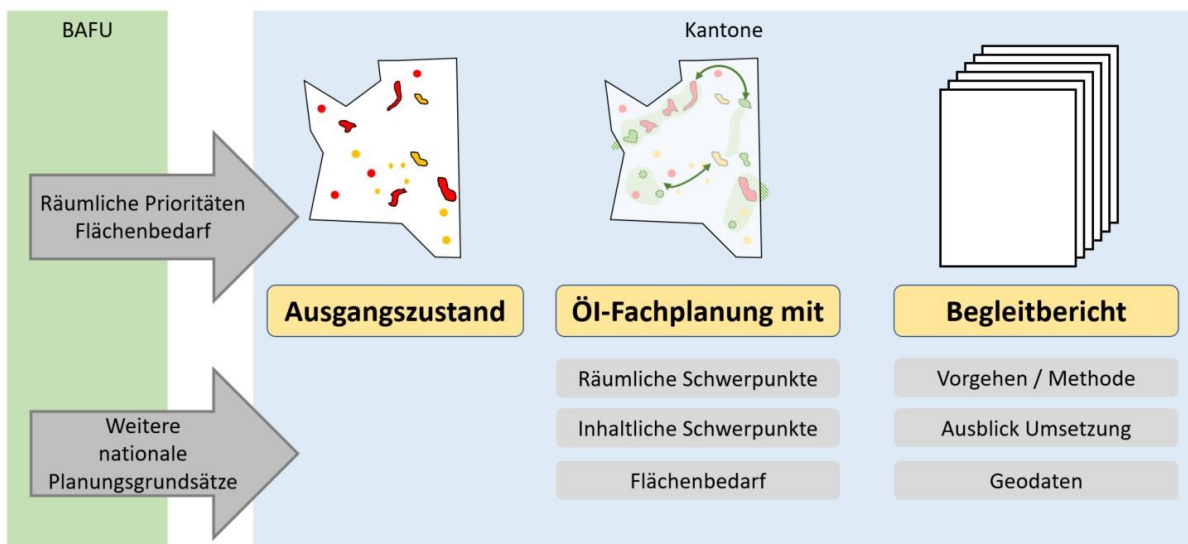 BAFU
Kantone
Räumliche Prioritäten
Flächenbedarf
Weitere
nationale
Planungsgrundsätze
Ausgangszustand
ÖI-Fachplanung mit
Räumliche Schwerpunkte
Inhaltliche Schwerpunkte
Flächenbedarf
Begleitbericht
Vorgehen / Methode
Ausblick Umsetzung
Geodaten